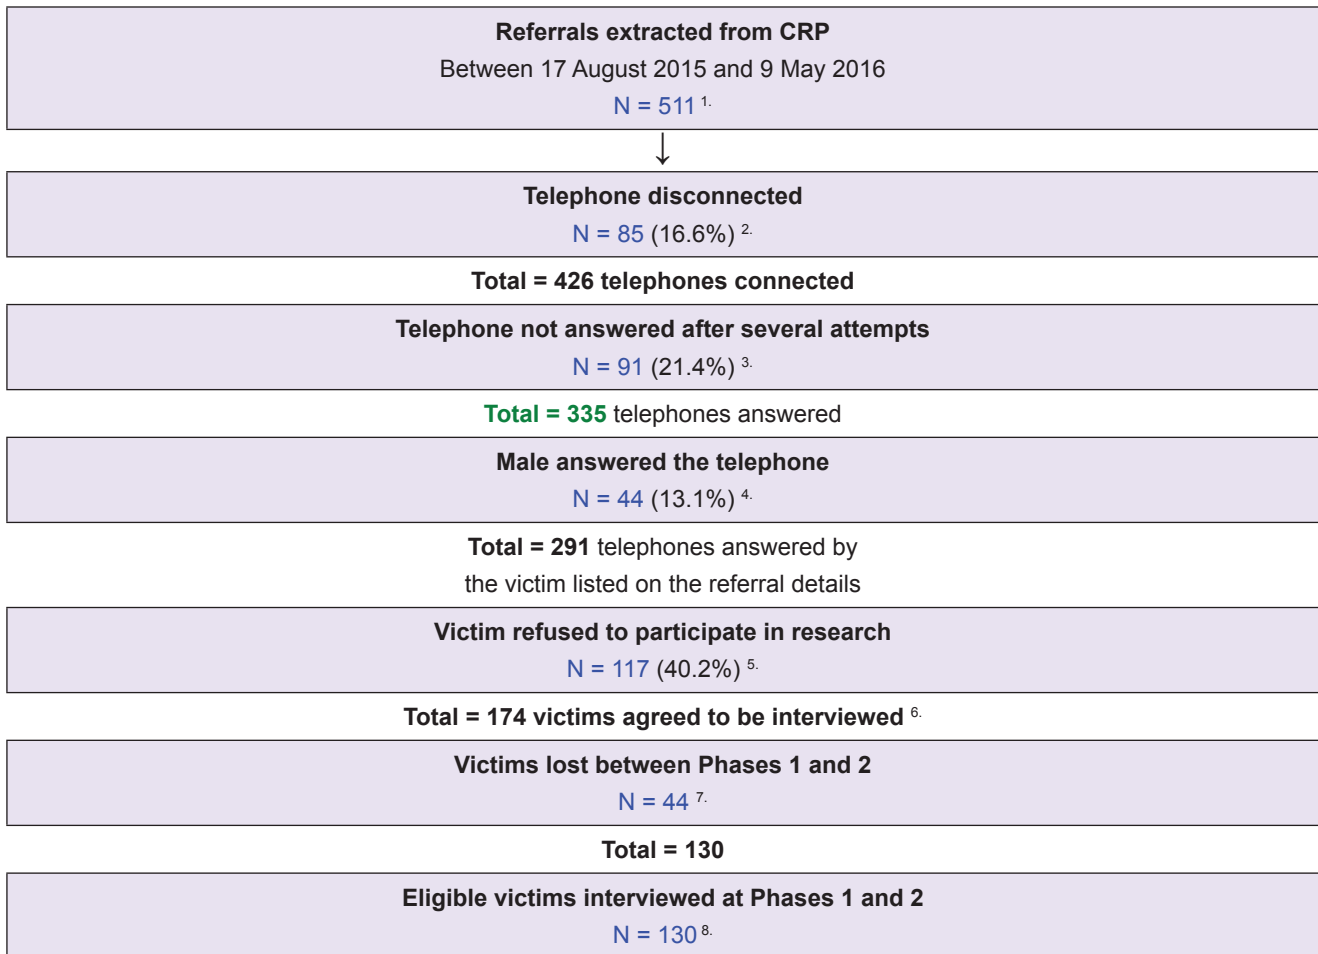 Referrals extracted from CRP
Between 17 August 2015 and 9 May 2016
N = 511 1.
↓
Telephone disconnected
N = 85 (16.6%) 2.
Total = 426 telephones connected
Telephone not answered after several attempts
N = 91 (21.4%) 3.
Total = 335 telephones answered
Male answered the telephone
N = 44 (13.1%) 4.
Total = 291 telephones answered by
the victim listed on the referral details
Victim refused to participate in research
N = 117 (40.2%) 5.
Total = 174 victims agreed to be interviewed 6.
Victims lost between Phases 1 and 2
N = 44 7.
Total = 130
Eligible victims interviewed at Phases 1 and 2
N = 130 8.